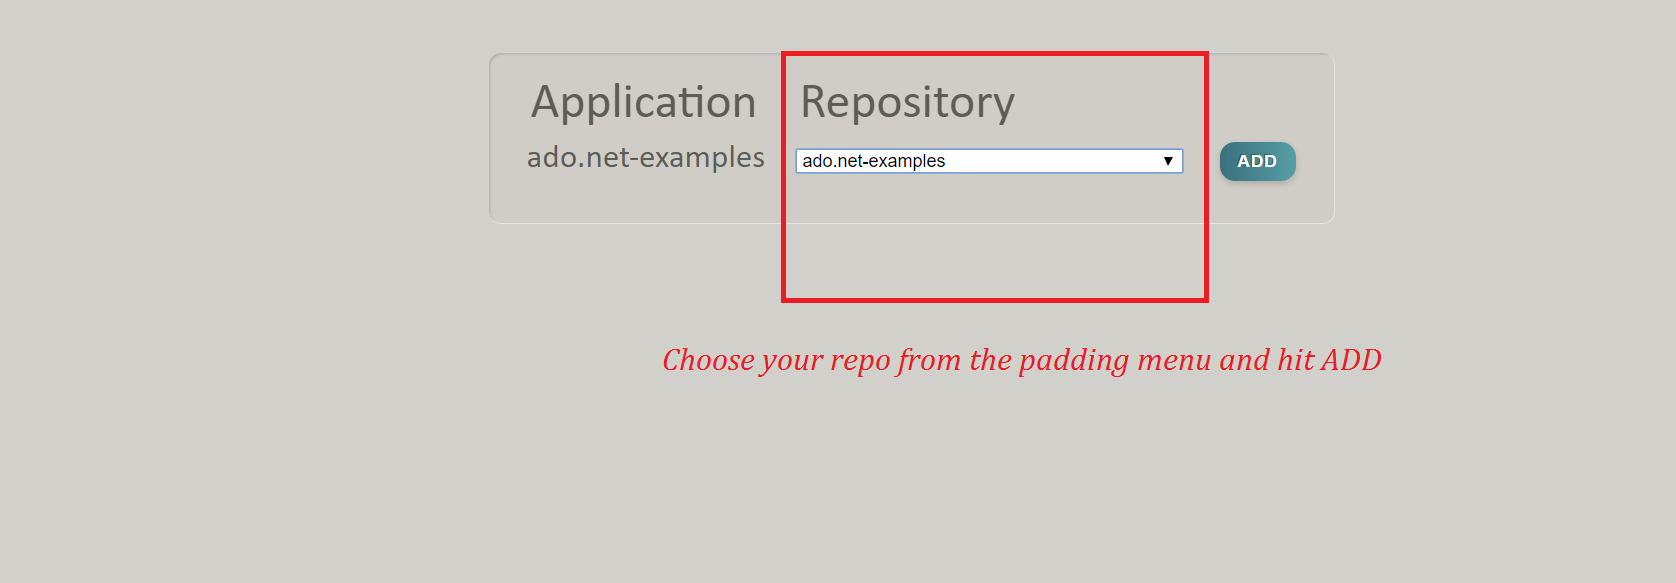 Application Repository
ado.net-examples ado.net-examples ADD
Choose your repo from the padding menu and hit ADD